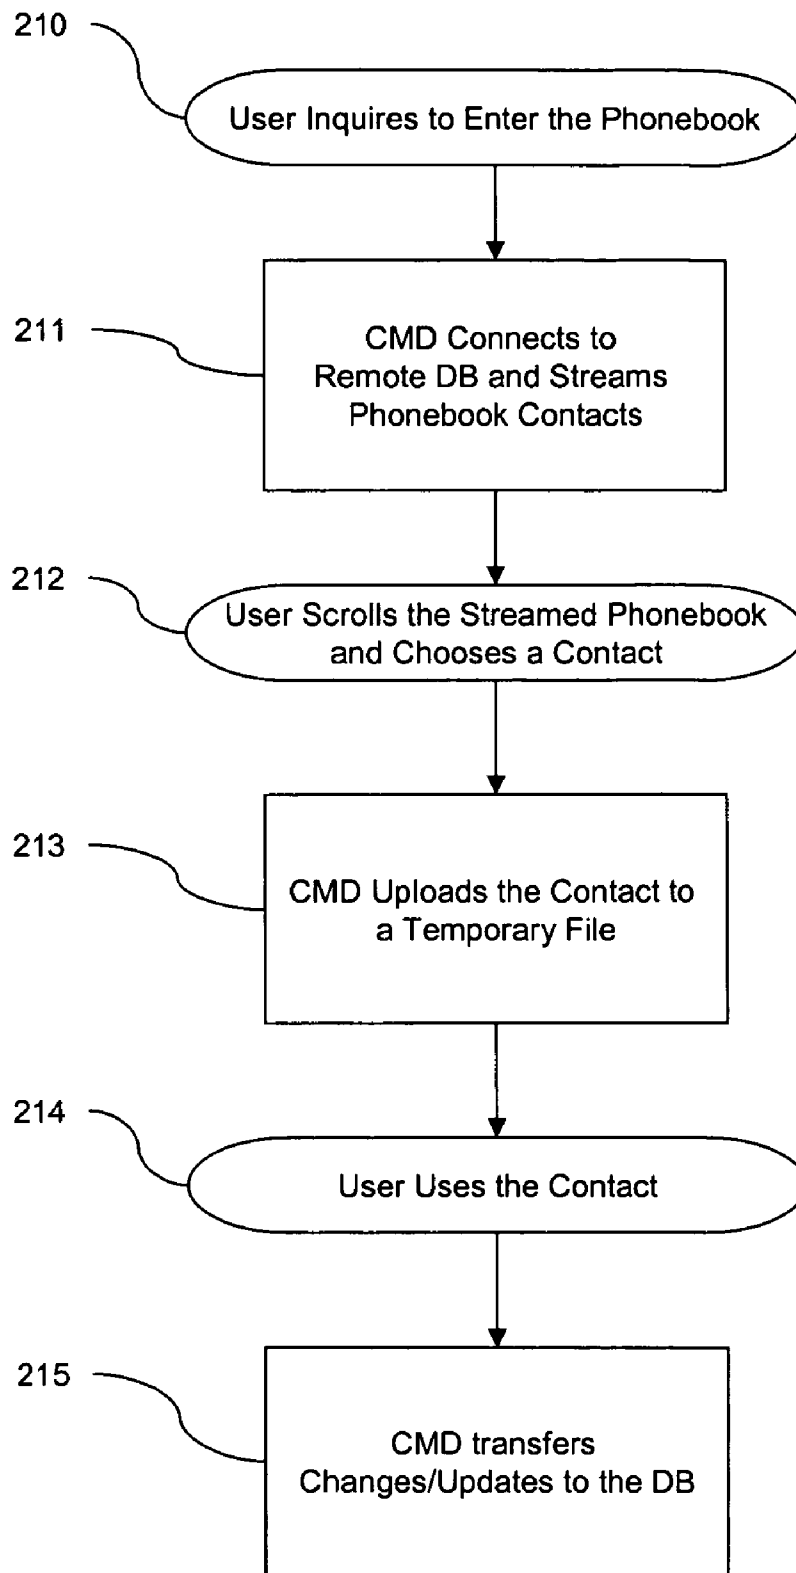 210
User Inquires to Enter the Phonebook
211
CMD Connects to
Remote DB and Streams
Phonebook Contacts
212
User Scrolls the Streamed Phonebook
and Chooses a Contact
213
CMD Uploads the Contact to
a Temporary File
214
User Uses the Contact
215
CMD transfers
Changes/Updates to the DB